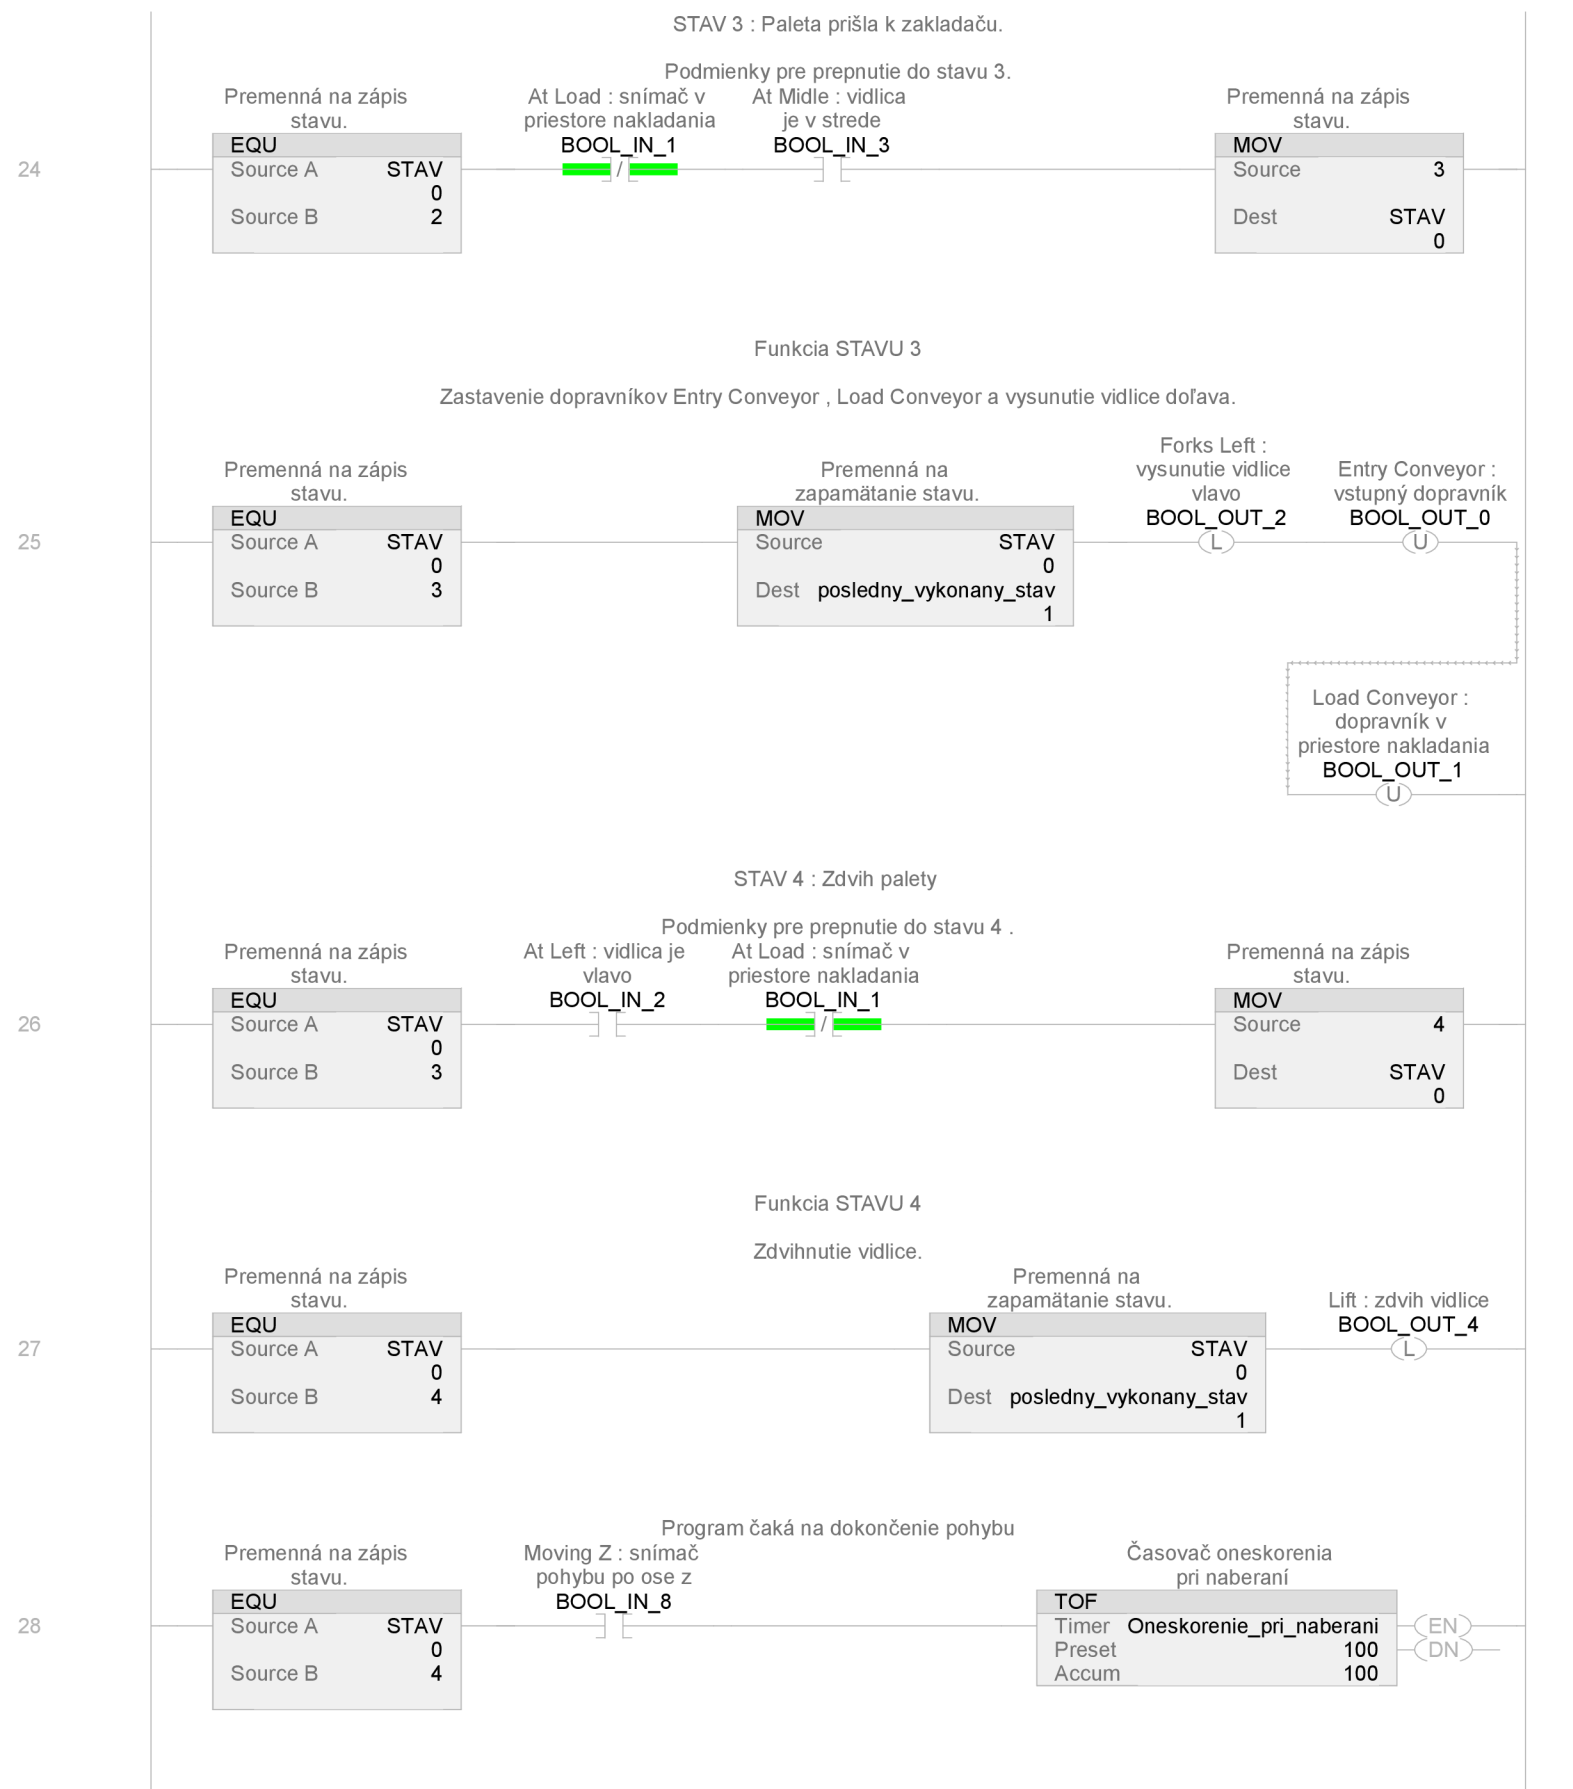 STAV 3 : Paleta prišla k zakladaču.
Podmienky pre prepnutie do stavu 3.
Premenná na zápis
stavu.
At Load : snímač v
priestore nakladania
BOOL_IN_1
At Midle : vidlica
je v strede
BOOL_IN_3
Premenná na zápis
stavu.
24
EQU
Source A STAV
0
Source B 2
/
MOV
Source 3
Dest STAV
0
Funkcia STAVU 3
Zastavenie dopravníkov Entry Conveyor , Load Conveyor a vysunutie vidlice doľava.
Premenná na zápis
stavu.
Premenná na
zapamätanie stavu.
Forks Left :
vysunutie vidlice
vlavo
BOOL_OUT_2
Entry Conveyor :
vstupný dopravník
BOOL_OUT_0
25
EQU
Source A STAV
0
Source B 3
MOV
Source STAV
0
Dest posledny_vykonany_stav
1
L
U
Load Conveyor :
dopravník v
priestore nakladania
BOOL_OUT_1
U
STAV 4 : Zdvih palety
Podmienky pre prepnutie do stavu 4 .
Premenná na zápis
stavu.
At Left : vidlica je
vlavo
BOOL_IN_2
At Load : snímač v
priestore nakladania
BOOL_IN_1
Premenná na zápis
stavu.
26
EQU
Source A STAV
0
Source B 3
/
MOV
Source 4
Dest STAV
0
Funkcia STAVU 4
Zdvihnutie vidlice.
Premenná na zápis
stavu.
Premenná na
zapamätanie stavu.
Lift : zdvih vidlice
BOOL_OUT_4
27
EQU
Source A STAV
0
Source B 4
MOV
Source STAV
0
Dest posledny_vykonany_stav
1
L
Program čaká na dokončenie pohybu
Premenná na zápis
stavu.
Moving Z : snímač
pohybu po ose z
BOOL_IN_8
Časovač oneskorenia
pri naberaní
28
EQU
Source A STAV
0
Source B 4
TOF
Timer Oneskorenie_pri_naberani
Preset 100
Accum 100
EN
DN